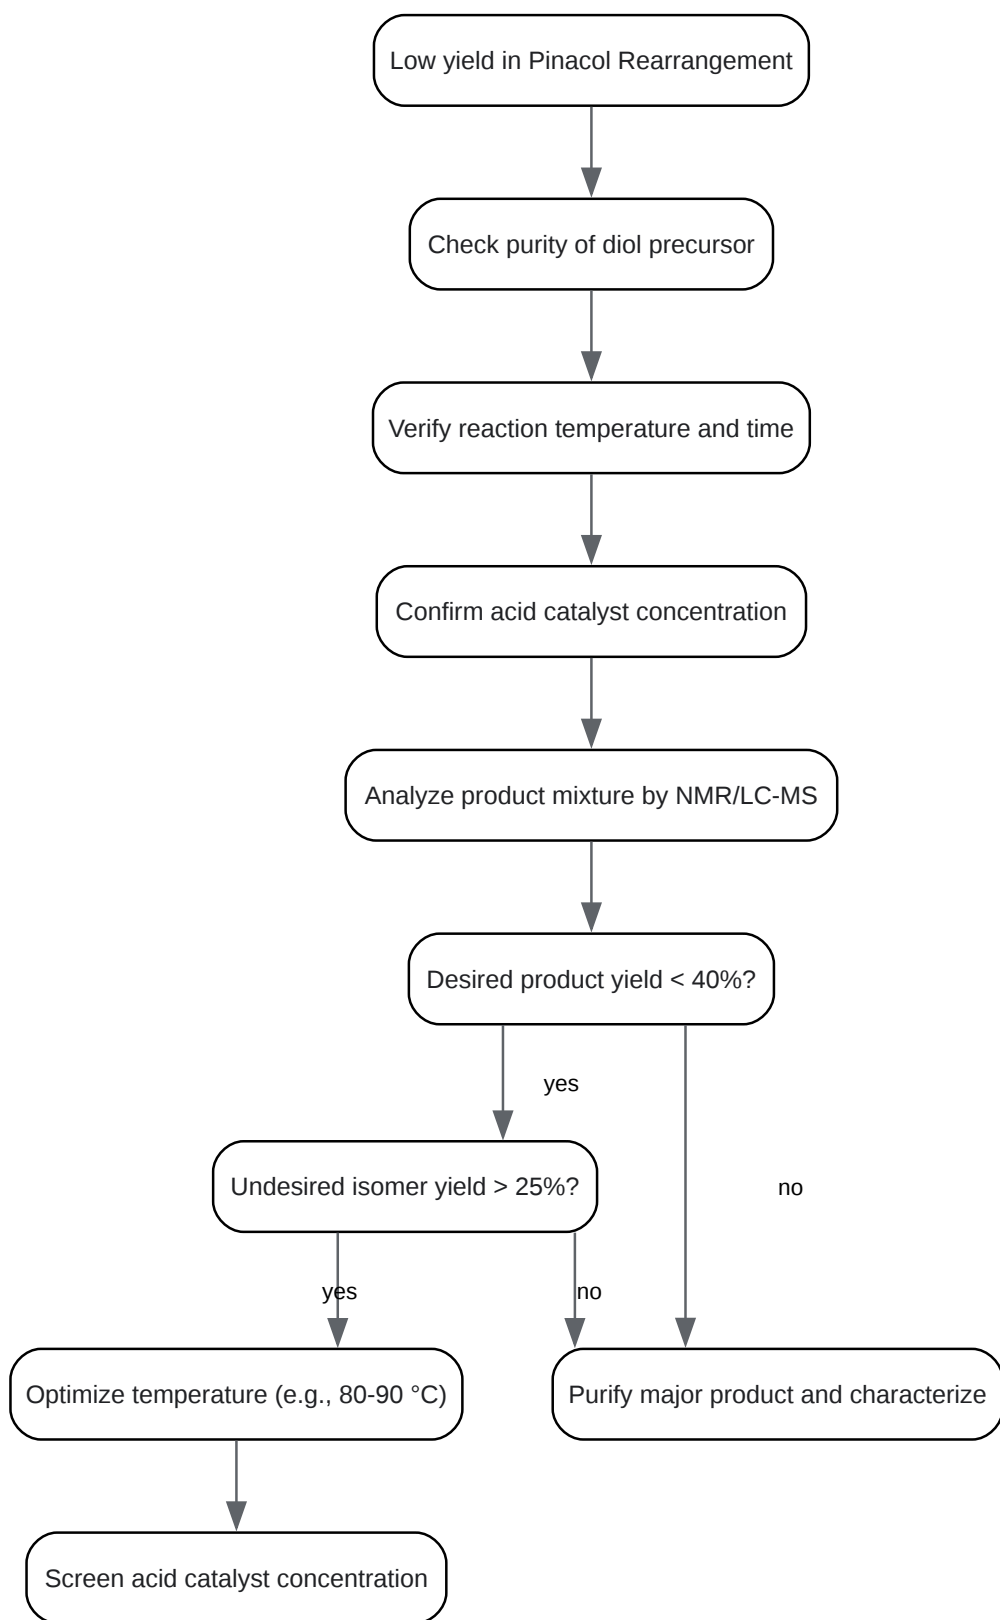 Low yield in Pinacol Rearrangement
Check purity of diol precursor
Verify reaction temperature and time
Confirm acid catalyst concentration
Analyze product mixture by NMR/LC-MS
Desired product yield < 40%?
yes
Undesired isomer yield > 25%?
no
yes
no
Optimize temperature (e.g., 80-90 °C)
Purify major product and characterize
Screen acid catalyst concentration